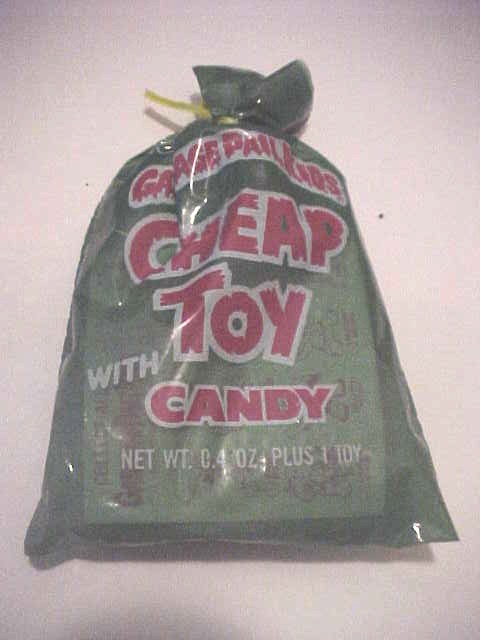 GARBAGE PAIL KIDS
CHEAP
TOY
WITH
CANDY
NET WT. 0.4 OZ. PLUS 1 TOY